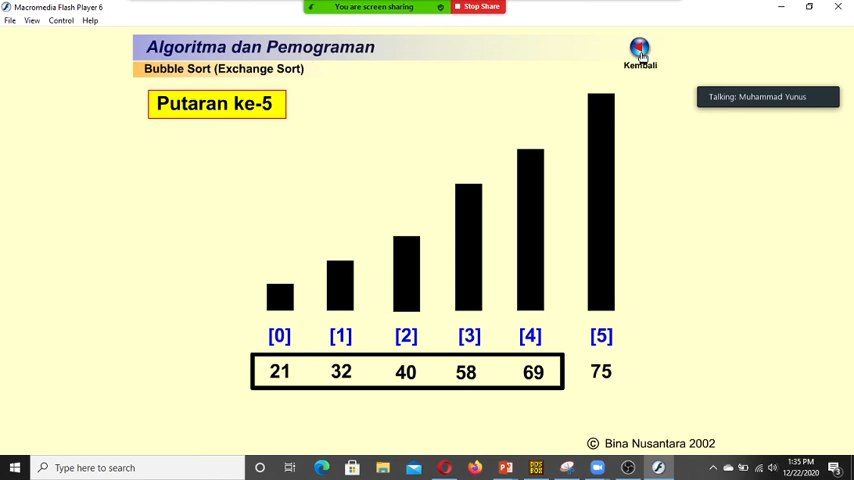 Macromedia Flash Player 6
You are screen sharing
Stop Share
File View Control Help
Algoritma dan Pemograman
Bubble Sort (Exchange Sort)
Kembali
Putaran ke-5
Talking: Muhammad Yunus
[0] [1] [2] [3] [4] [5]
21 32 40 58 69 75
© Bina Nusantara 2002
Type here to search
1:35 PM
12/22/2020
3